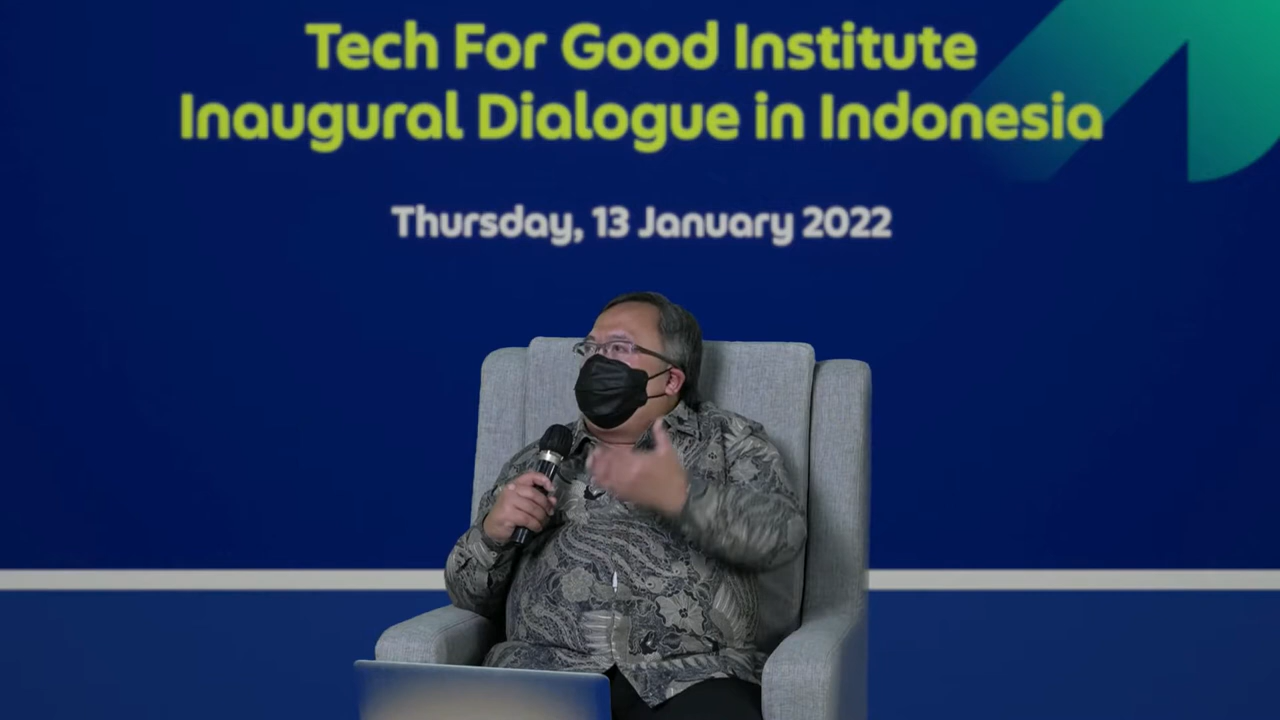 Tech For Good Institute
Inaugural Dialogue in Indonesia
Thursday, 13 January 2022